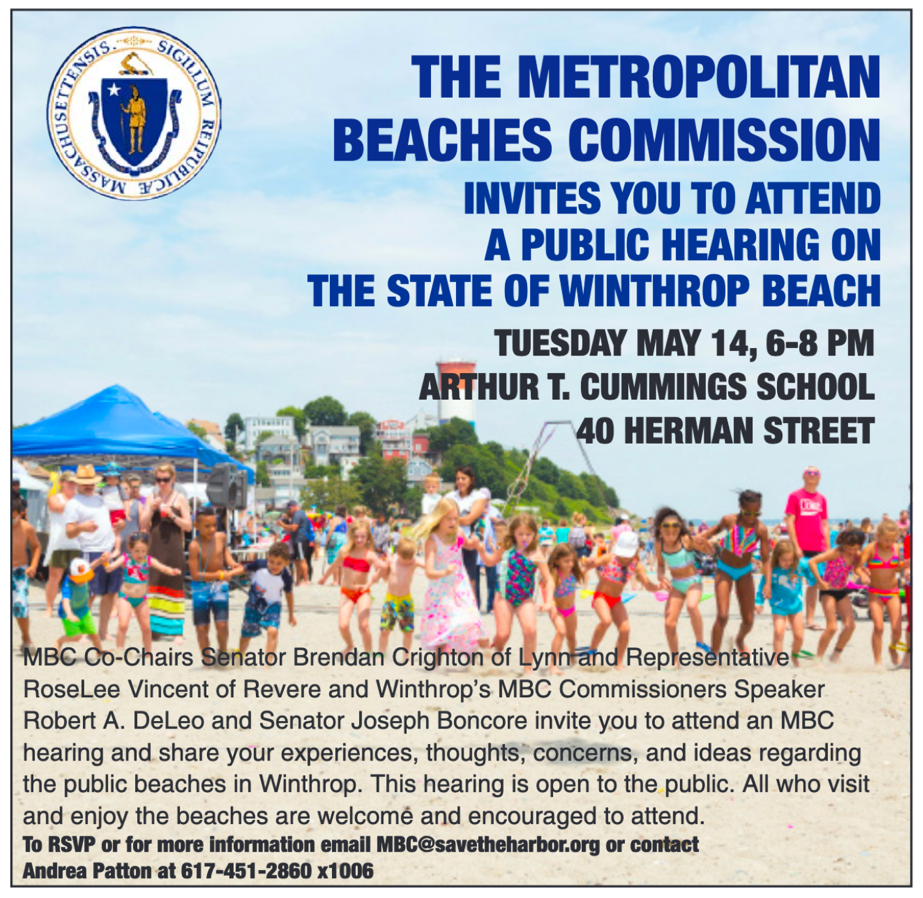 MASSACHUSETTENSIS. SIGILLUM REIPUBLICÆ
THE METROPOLITAN
BEACHES COMMISSION
INVITES YOU TO ATTEND
A PUBLIC HEARING ON
THE STATE OF WINTHROP BEACH
TUESDAY MAY 14, 6-8 PM
ARTHUR T. CUMMINGS SCHOOL
40 HERMAN STREET
MBC Co-Chairs Senator Brendan Crighton of Lynn and Representative
RoseLee Vincent of Revere and Winthrop's MBC Commissioners Speaker
Robert A. DeLeo and Senator Joseph Boncore invite you to attend an MBC
hearing and share your experiences, thoughts, concerns, and ideas regarding
the public beaches in Winthrop. This hearing is open to the public. All who visit
and enjoy the beaches are welcome and encouraged to attend.
To RSVP or for more information email MBC@savetheharbor.org or contact
Andrea Patton at 617-451-2860 x1006